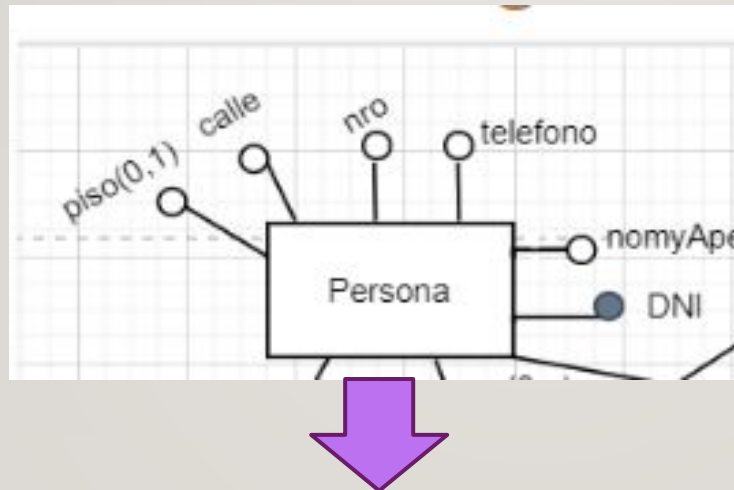 calle
nro
telefono
piso(0,1)
nomyApe
Persona
DNI